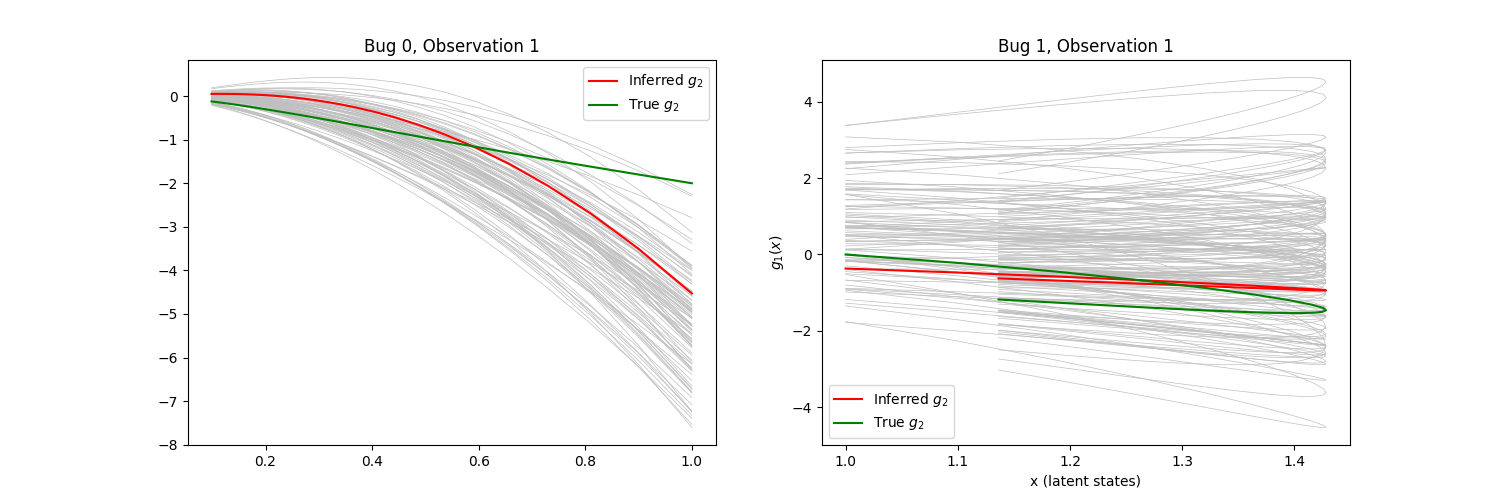 Bug 0, Observation 1
Inferred g₂
True g₂
0
−1
−2
−3
−4
−5
−6
−7
−8
0.2 0.4 0.6 0.8 1.0
Bug 1, Observation 1
g₁(x)
4
2
0
−2
−4
Inferred g₂
True g₂
1.0 1.1 1.2 1.3 1.4
x (latent states)